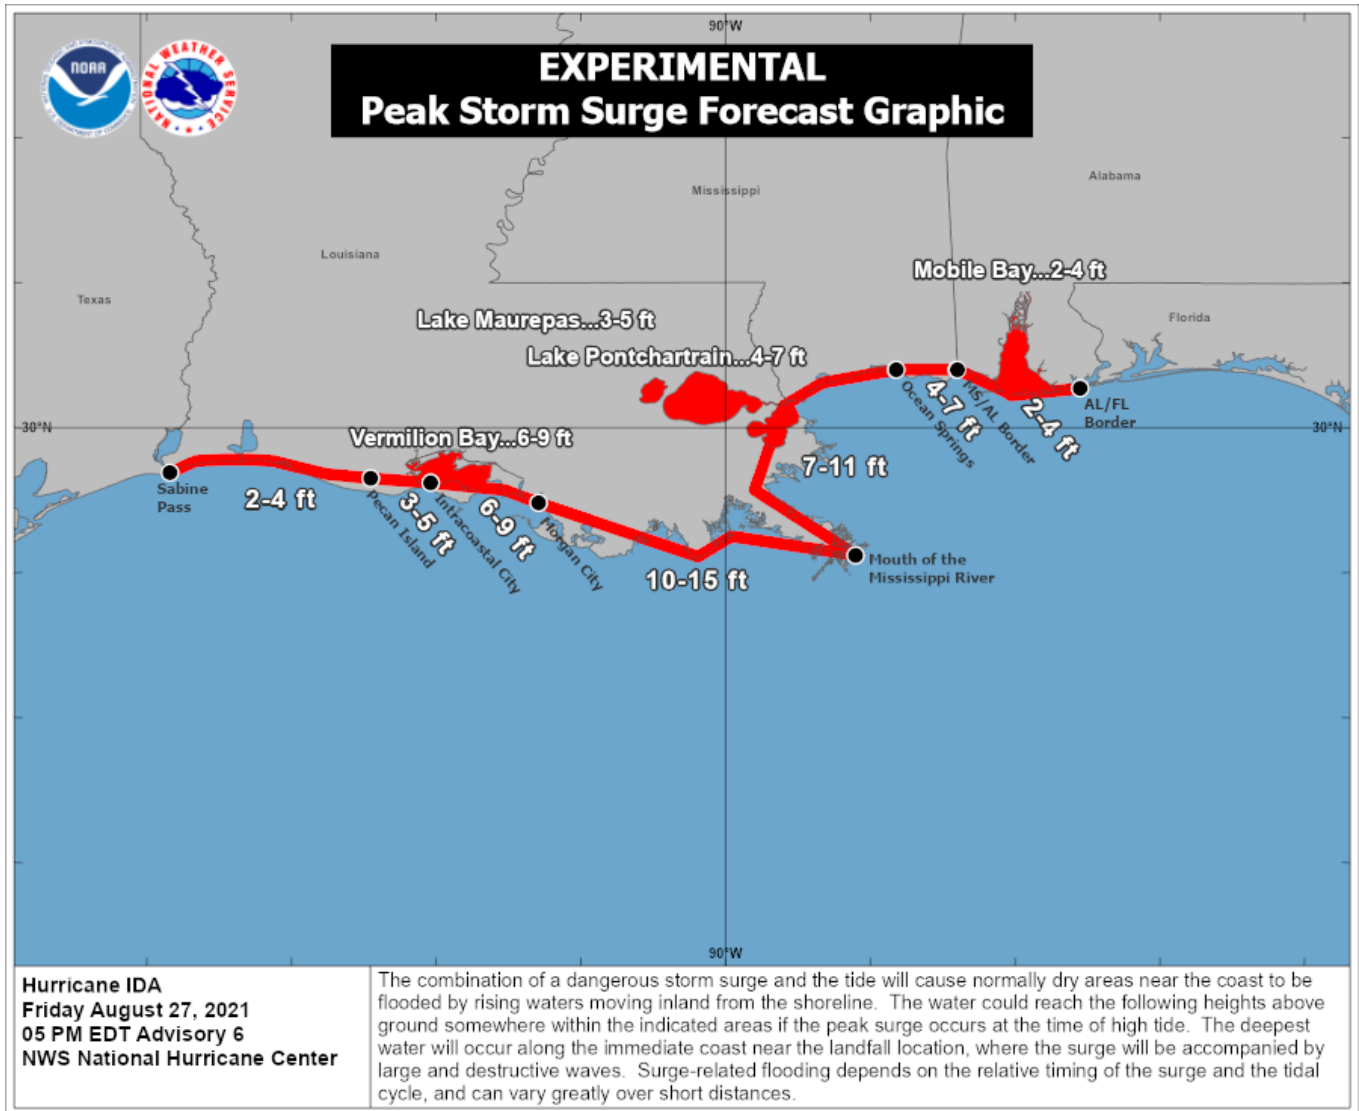 90°W
EXPERIMENTAL
Peak Storm Surge Forecast Graphic
NOAA
NATIONAL WEATHER SERVICE
Alabama
Mississippi
Louisiana
Mobile Bay...2-4 ft
Texas
Florida
Lake Maurepas...3-5 ft
Lake Pontchartrain...4-7 ft
Ocean Springs
4-7 ft
MS/AL Border
2-4 ft
AL/FL
Border
30°N
30°N
Vermilion Bay...6-9 ft
7-11 ft
Sabine
Pass
2-4 ft
Pecan Island
3-5 ft
Intracoastal City
6-9 ft
Morgan City
10-15 ft
Mouth of the
Mississippi River
90°W
Hurricane IDA
Friday August 27, 2021
05 PM EDT Advisory 6
NWS National Hurricane Center
The combination of a dangerous storm surge and the tide will cause normally dry areas near the coast to be
flooded by rising waters moving inland from the shoreline. The water could reach the following heights above
ground somewhere within the indicated areas if the peak surge occurs at the time of high tide. The deepest
water will occur along the immediate coast near the landfall location, where the surge will be accompanied by
large and destructive waves. Surge-related flooding depends on the relative timing of the surge and the tidal
cycle, and can vary greatly over short distances.